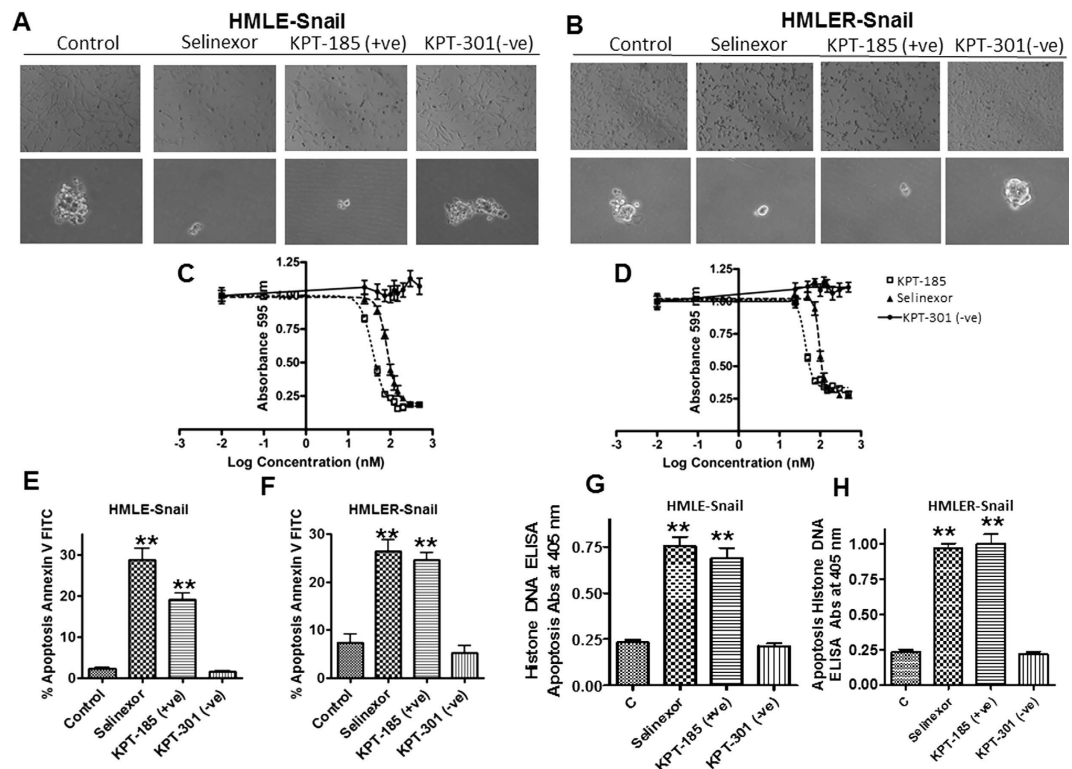 A
HMLE-Snail
Control Selinexor KPT-185 (+ve) KPT-301 (-ve)
B
HMLER-Snail
Control Selinexor KPT-185 (+ve) KPT-301(-ve)
C
Absorbance 595 nm
1.25
1.00
0.75
0.50
0.25
-3 -2 -1 0 1 2 3
Log Concentration (nM)
D
Absorbance 595 nm
1.25
1.00
0.75
0.50
0.25
-3 -2 -1 0 1 2 3
Log Concentration (nM)
KPT-185
Selinexor
KPT-301 (-ve)
E
HMLE-Snail
% Apoptosis Annexin V FITC
30
20
10
0
** **
Control Selinexor KPT-185 (+ve) KPT-301 (-ve)
F
HMLER-Snail
% Apoptosis Annexin V FITC
30
20
10
0
** **
Control Selinexor KPT-185 (+ve) KPT-301 (-ve)
G
HMLE-Snail
Histone DNA ELISA
Apoptosis Abs at 405 nm
0.75
0.50
0.25
0.00
** **
C Selinexor KPT-185 (+ve) KPT-301 (-ve)
H
HMLER-Snail
Apoptosis Histone DNA
ELISA Abs at 405 nm
1.00
0.75
0.50
0.25
0.00
** **
C Selinexor KPT-185 (+ve) KPT-301 (-ve)